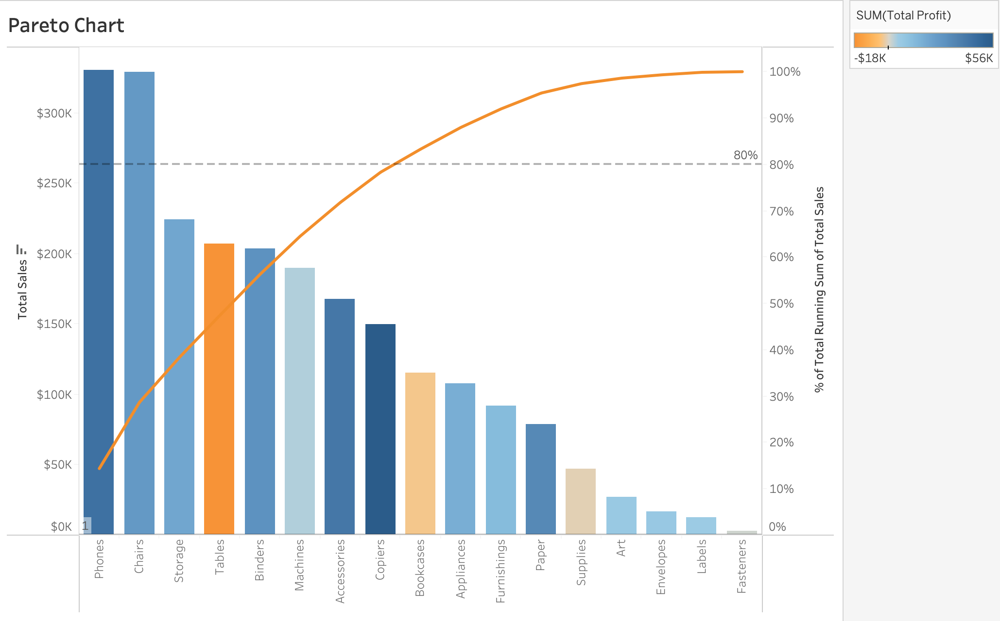 Pareto Chart
SUM(Total Profit)
-$18K
$56K
Total Sales
$300K
$250K
$200K
$150K
$100K
$50K
$0K
1
80%
100%
90%
80%
70%
60%
50%
40%
30%
20%
10%
0%
% of Total Running Sum of Total Sales
Phones
Chairs
Storage
Tables
Binders
Machines
Accessories
Copiers
Bookcases
Appliances
Furnishings
Paper
Supplies
Art
Envelopes
Labels
Fasteners